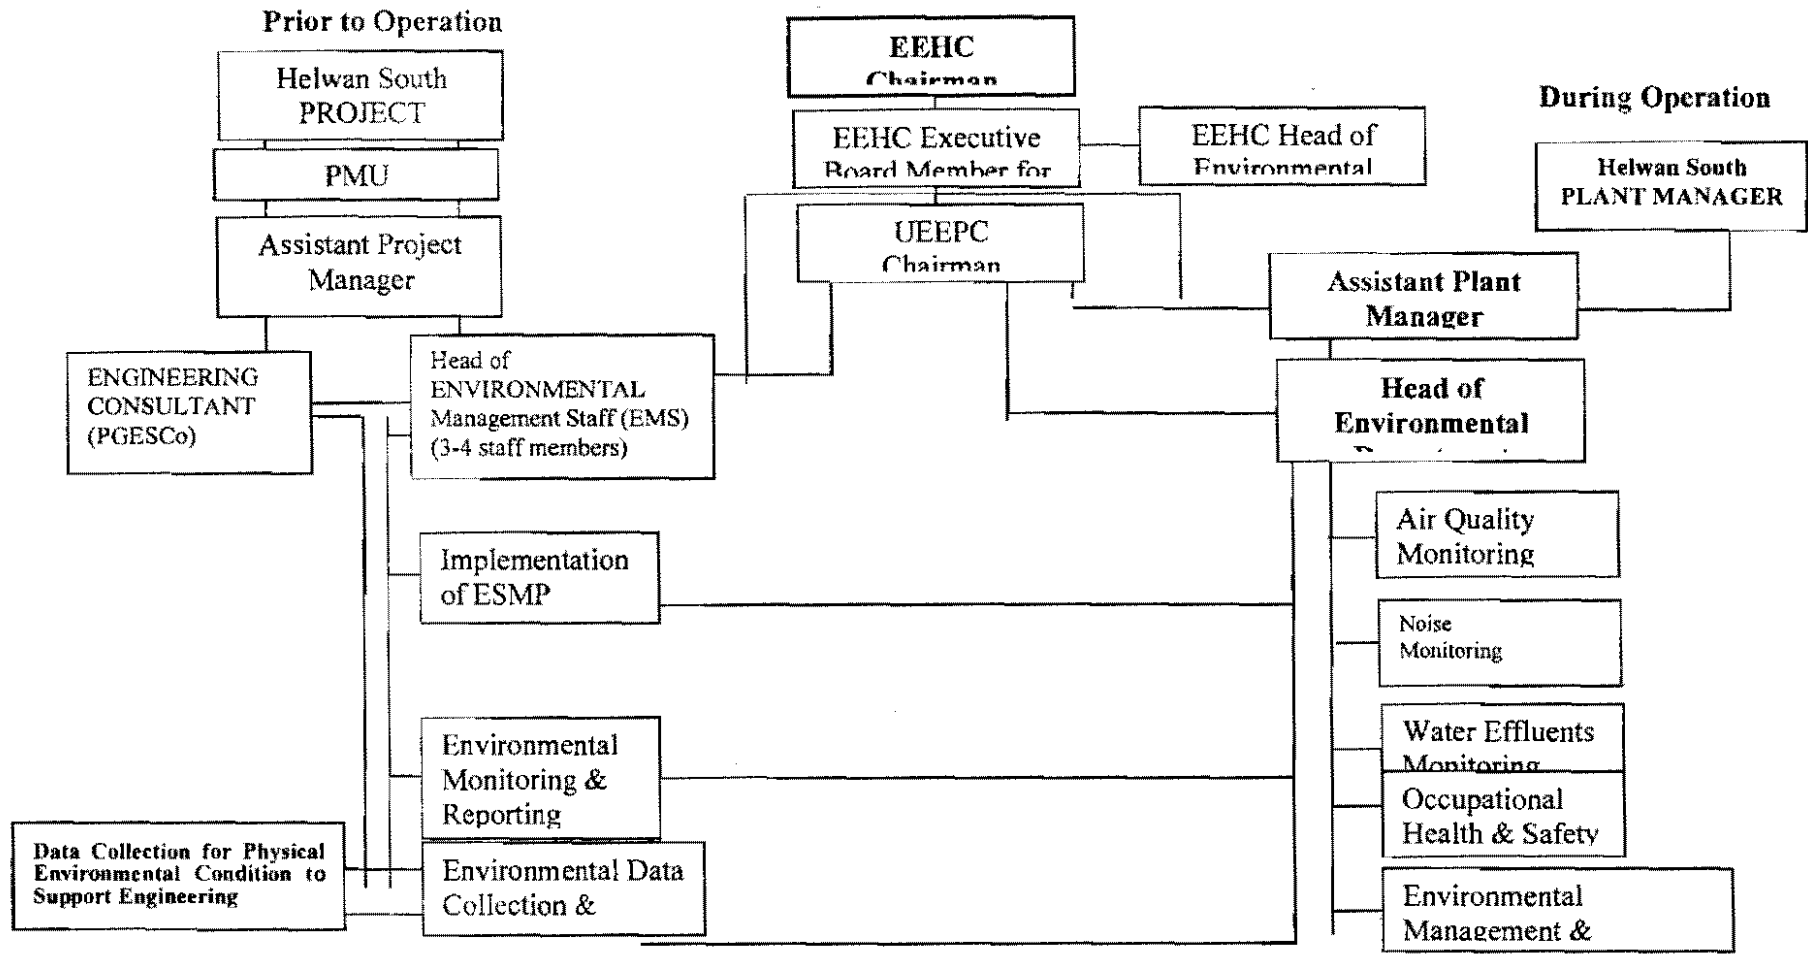 Prior to Operation
Helwan South
PROJECT
PMU
Assistant Project
Manager
ENGINEERING
CONSULTANT
(PGESCo)
Head of
ENVIRONMENTAL
Management Staff (EMS)
(3-4 staff members)
Implementation
of ESMP
Environmental
Monitoring &
Reporting
Data Collection for Physical
Environmental Condition to
Support Engineering
Environmental Data
Collection &
EEHC
Chairman
EEHC Executive
Board Member for
EEHC Head of
Environmental
UEEPC
Chairman
During Operation
Helwan South
PLANT MANAGER
Assistant Plant
Manager
Head of
Environmental
Air Quality
Monitoring
Noise
Monitoring
Water Effluents
Monitoring
Occupational
Health & Safety
Environmental
Management &